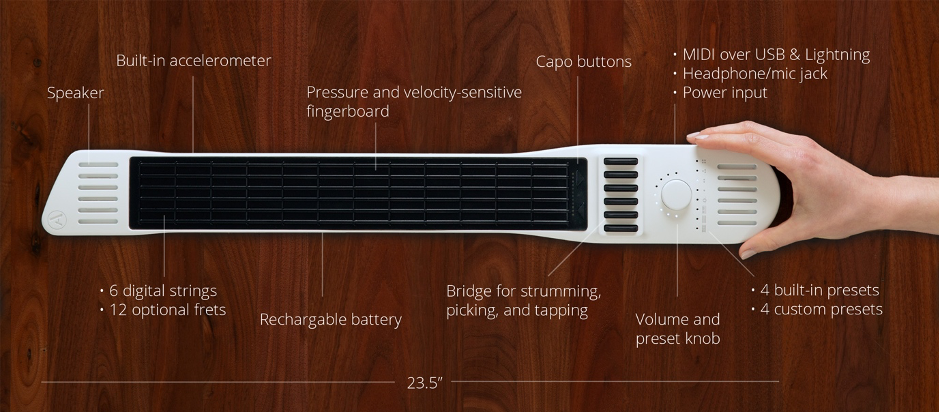 Built-in accelerometer
Speaker
Pressure and velocity-sensitive
fingerboard
Capo buttons
• MIDI over USB & Lightning
• Headphone/mic jack
• Power input
• 6 digital strings
• 12 optional frets
Rechargable battery
Bridge for strumming,
picking, and tapping
Volume and
preset knob
• 4 built-in presets
• 4 custom presets
23.5”